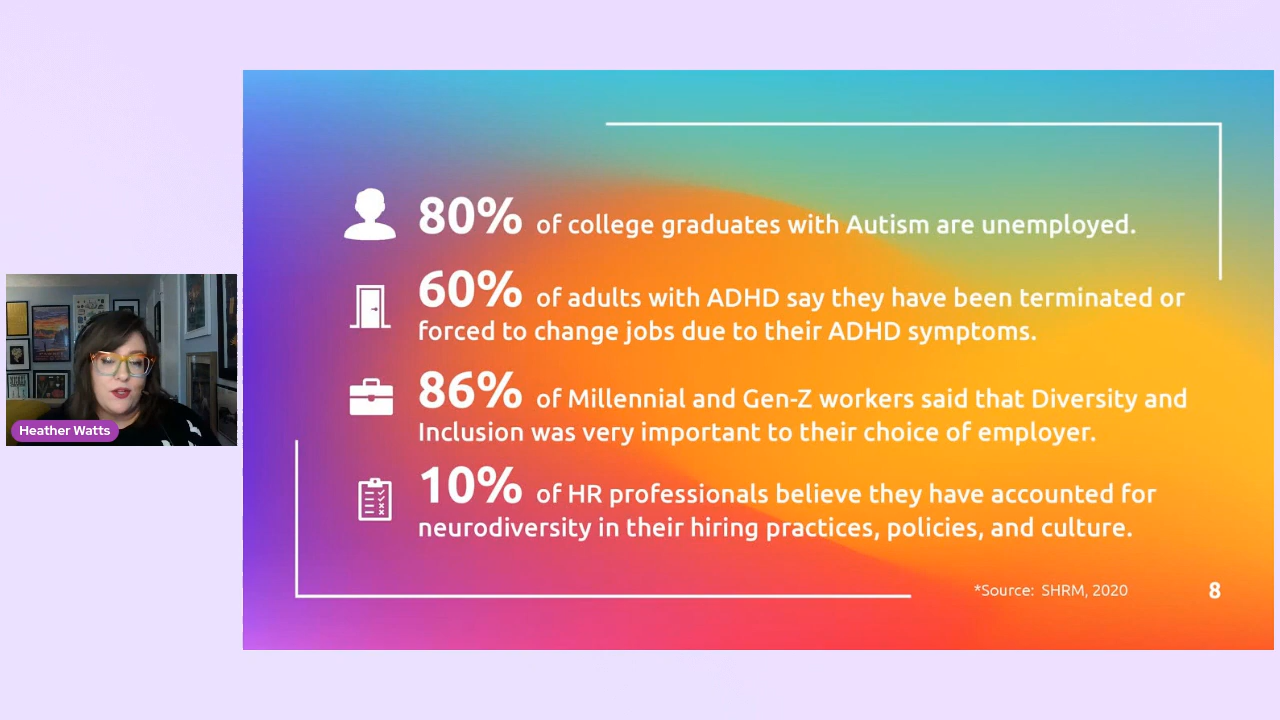 80% of college graduates with Autism are unemployed.
60% of adults with ADHD say they have been terminated or
forced to change jobs due to their ADHD symptoms.
86% of Millennial and Gen-Z workers said that Diversity and
Inclusion was very important to their choice of employer.
10% of HR professionals believe they have accounted for
neurodiversity in their hiring practices, policies, and culture.
*Source: SHRM, 2020
8
Heather Watts